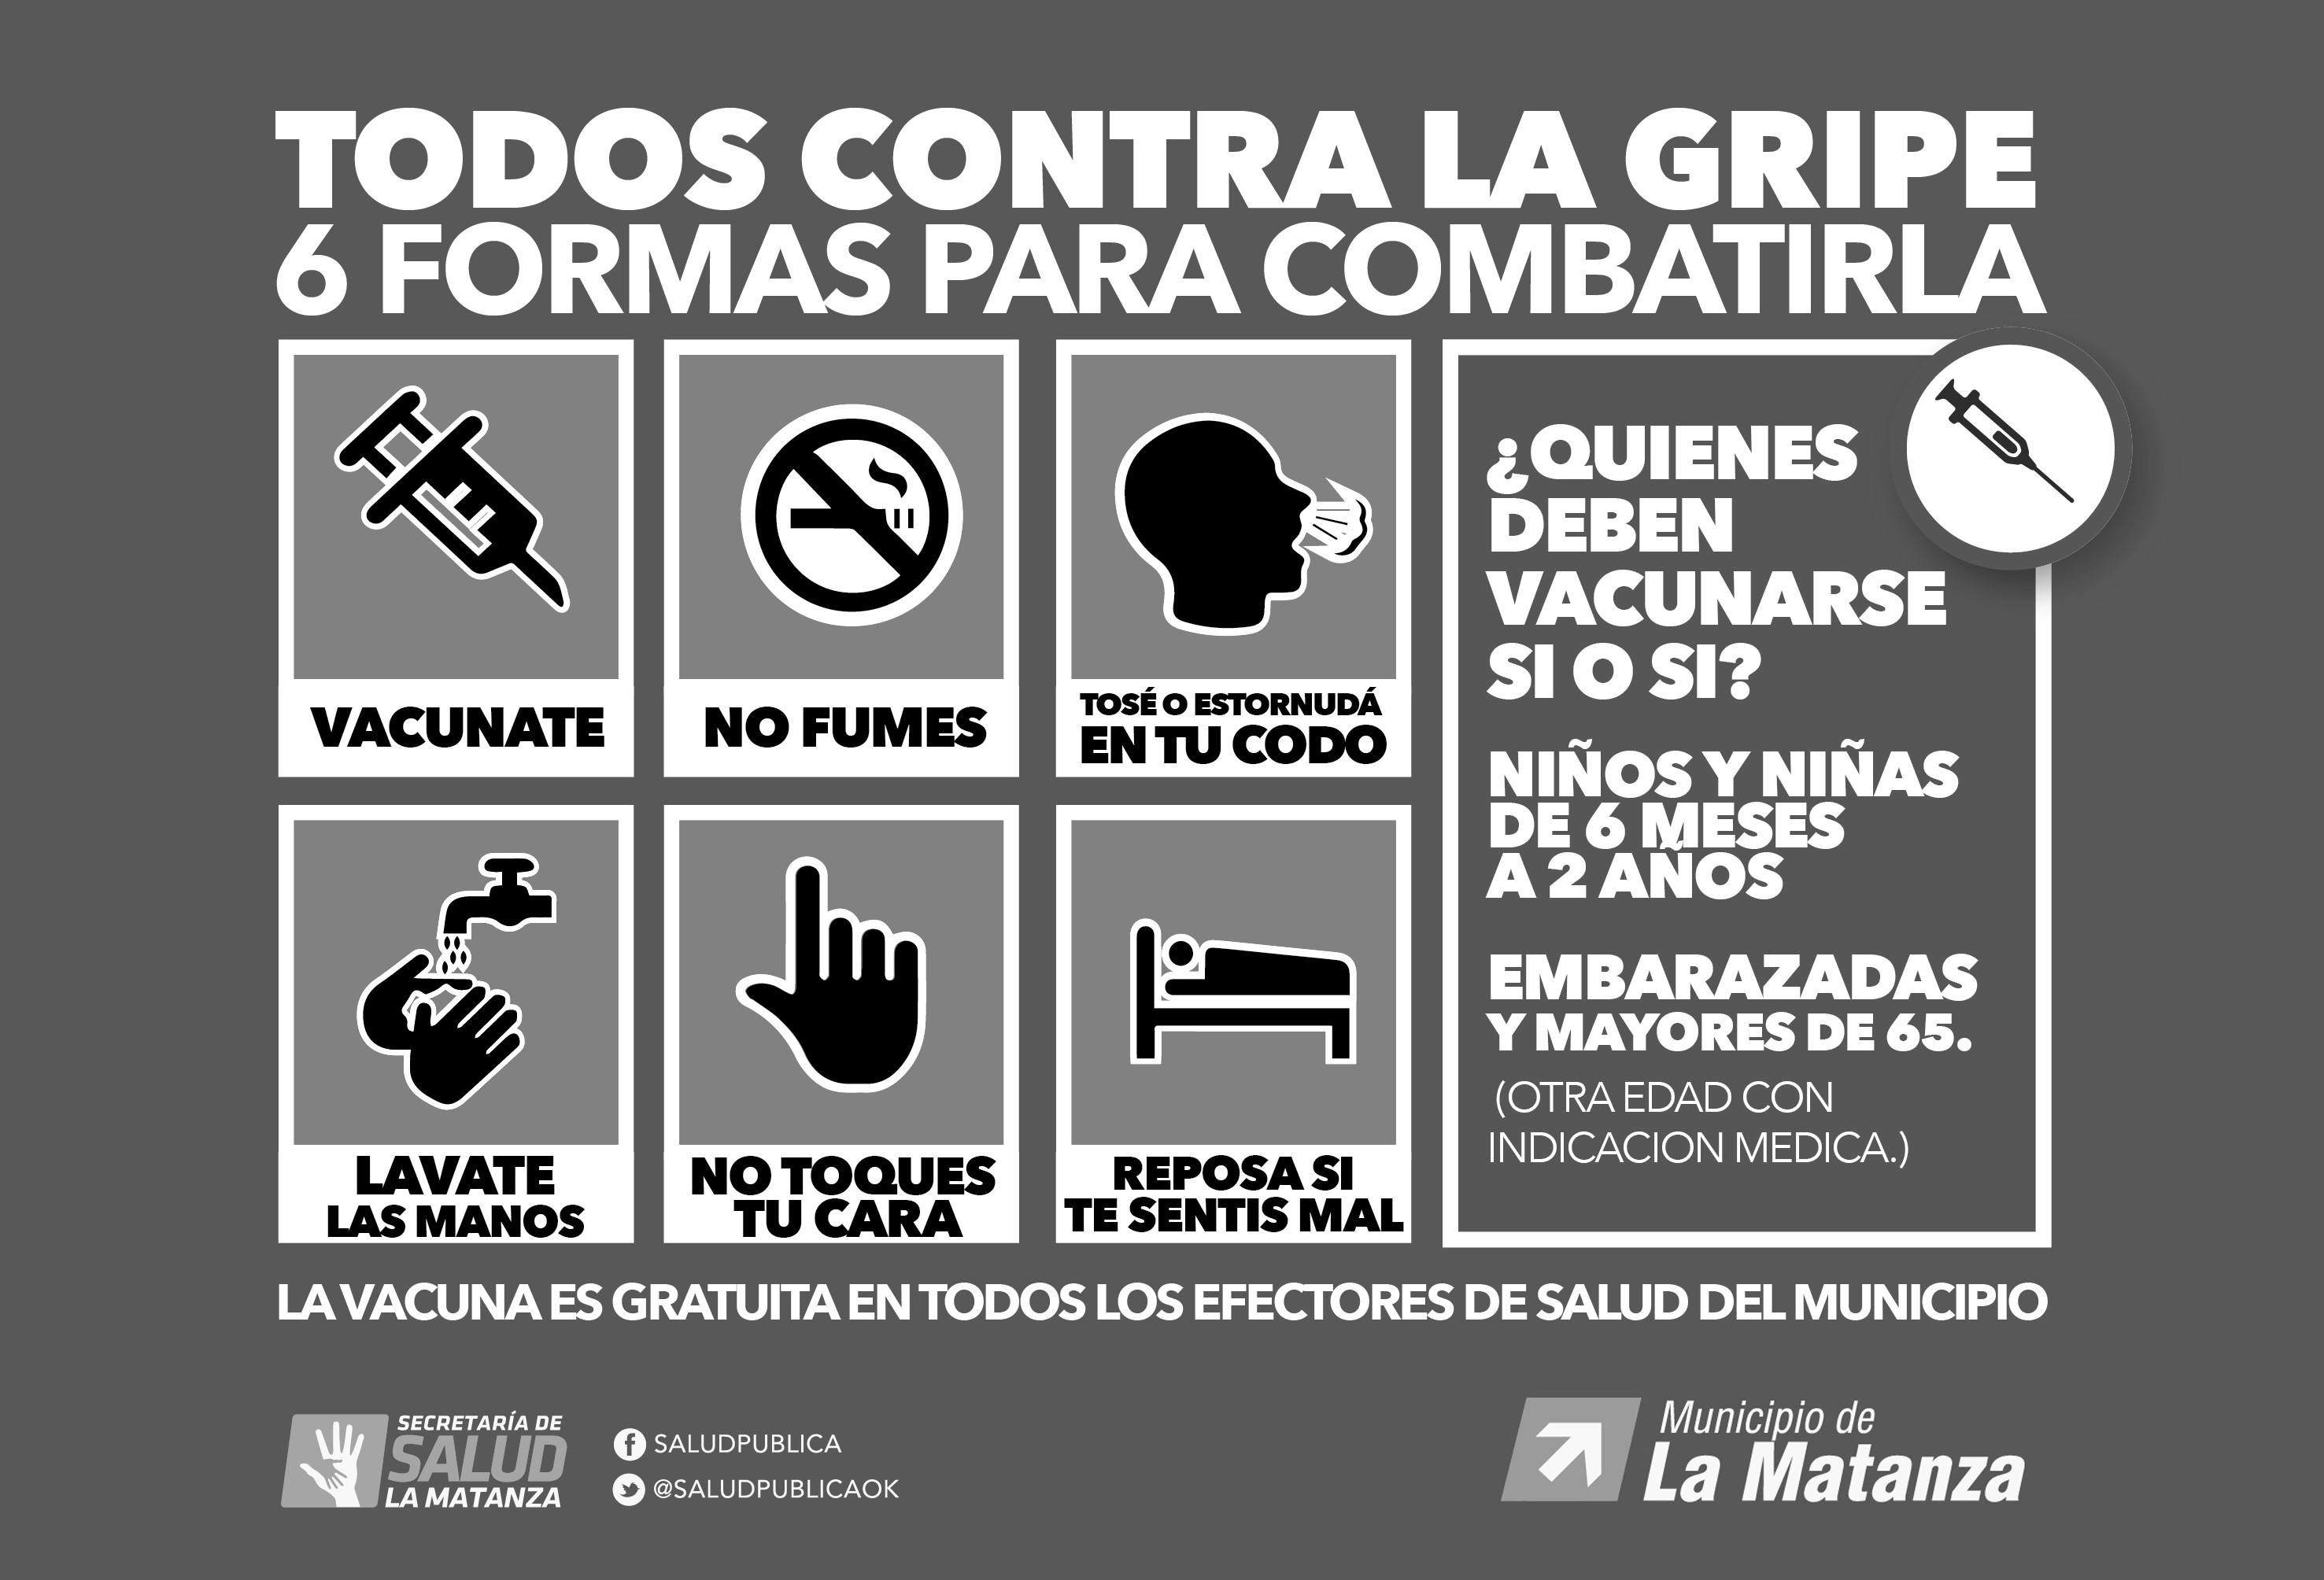 TODOS CONTRA LA GRIPE
6 FORMAS PARA COMBATIRLA
VACUNATE
NO FUMES
TOSÉ O ESTORNUDÁ
EN TU CODO
LAVATE
LAS MANOS
NO TOQUES
TU CARA
REPOSA SI
TE SENTIS MAL
¿QUIENES
DEBEN
VACUNARSE
SI O SI?
NIÑOS Y NIÑAS
DE 6 MESES
A 2 AÑOS
EMBARAZADAS
Y MAYORES DE 65.
(OTRA EDAD CON
INDICACION MEDICA.)
LA VACUNA ES GRATUITA EN TODOS LOS EFECTORES DE SALUD DEL MUNICIPIO
SECRETARÍA DE
SALUD
LA MATANZA
SALUDPUBLICA
@SALUDPUBLICAOK
Municipio de
La Matanza